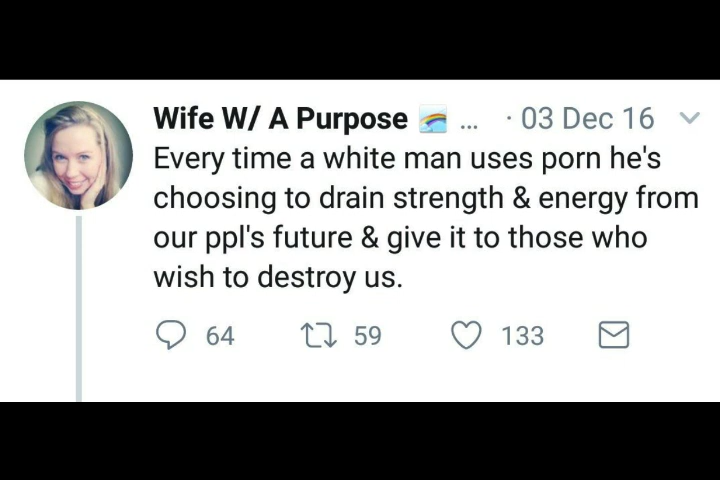 Wife W/ A Purpose 🌈 ... · 03 Dec 16
Every time a white man uses porn he's
choosing to drain strength & energy from
our ppl's future & give it to those who
wish to destroy us.
64 59 133